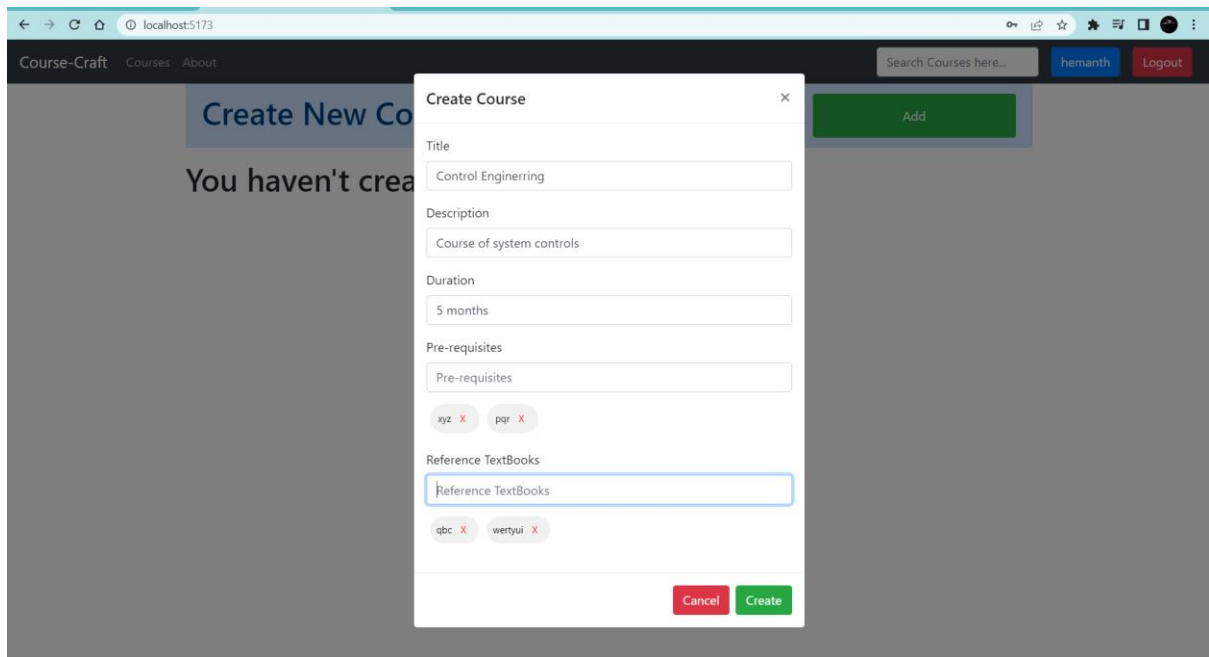 localhost:5173
Course-Craft Courses About Search Courses here... hemanth Logout
Create New Co
Add
You haven't crea
Create Course ×
Title
Control Enginerring
Description
Course of system controls
Duration
5 months
Pre-requisites
Pre-requisites
xyz X pqr X
Reference TextBooks
Reference TextBooks
qbc X wertyui X
Cancel Create